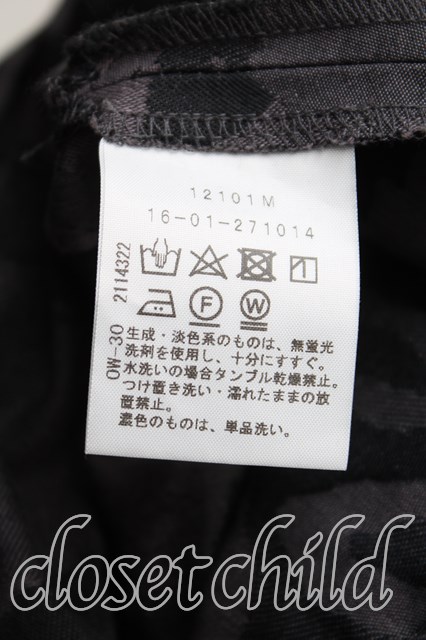 12101M
16-01-271014
2114322
F
W
OW-30
生成・淡色系のものは、無蛍光
洗剤を使用し、十分にすすぐ。
水洗いの場合タンブル乾燥禁止。
つけ置き洗い・濡れたままの放
置禁止。
濃色のものは、単品洗い。
closet child